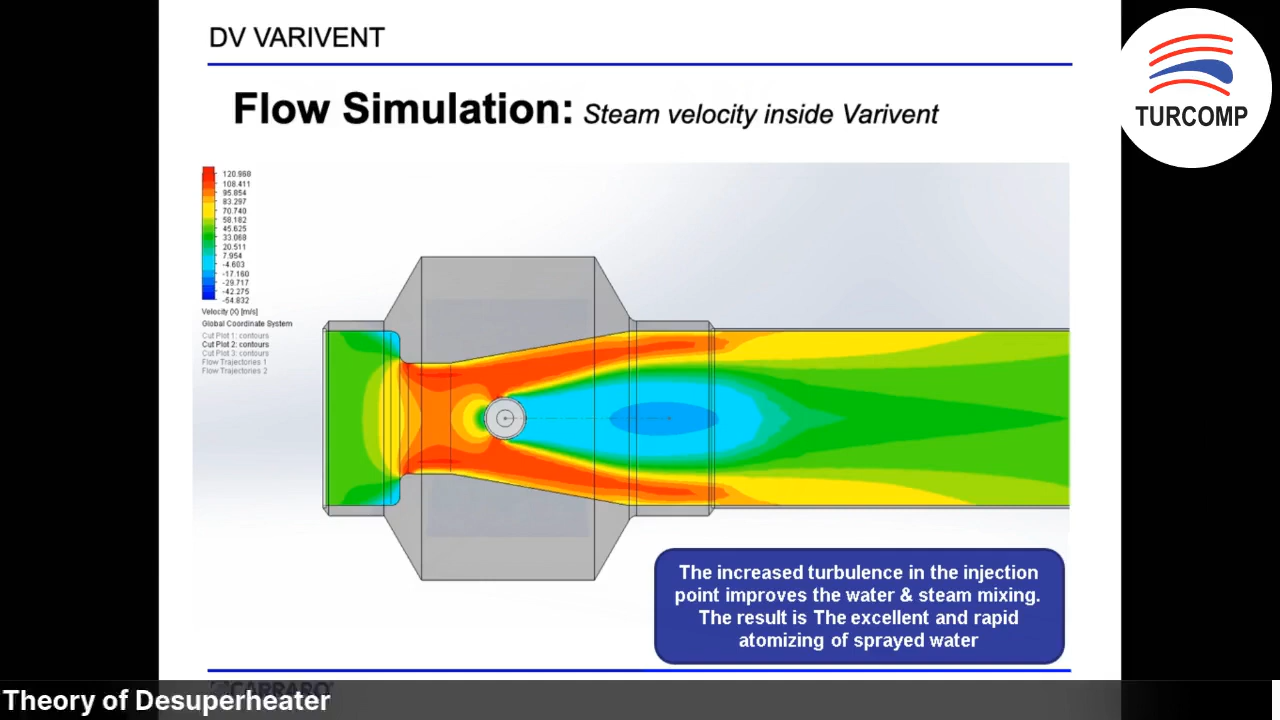 DV VARIVENT
TURCOMP
Flow Simulation: Steam velocity inside Varivent
120.968
108.411
95.854
83.297
70.740
58.182
45.625
33.068
20.511
7.954
-4.603
-17.160
-29.717
-42.275
-54.832
Velocity (X) [m/s]
Global Coordinate System
Cut Plot 1: contours
Cut Plot 2: contours
Cut Plot 3: contours
Flow Trajectories 1
Flow Trajectories 2
The increased turbulence in the injection
point improves the water & steam mixing.
The result is The excellent and rapid
atomizing of sprayed water
CARRARO
Theory of Desuperheater